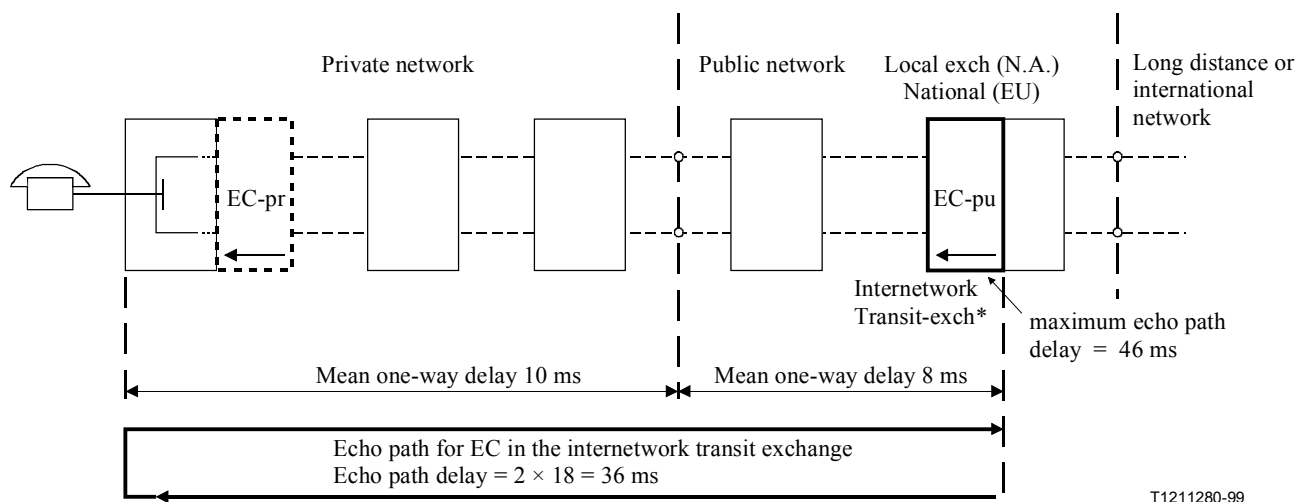 Private network
Public network
Local exch (N.A.)
National (EU)
Long distance or
international
network
EC-pr
EC-pu
Internetwork
Transit-exch*
maximum echo path
delay = 46 ms
Mean one-way delay 10 ms
Mean one-way delay 8 ms
Echo path for EC in the internetwork transit exchange
Echo path delay = 2 × 18 = 36 ms
T1211280-99